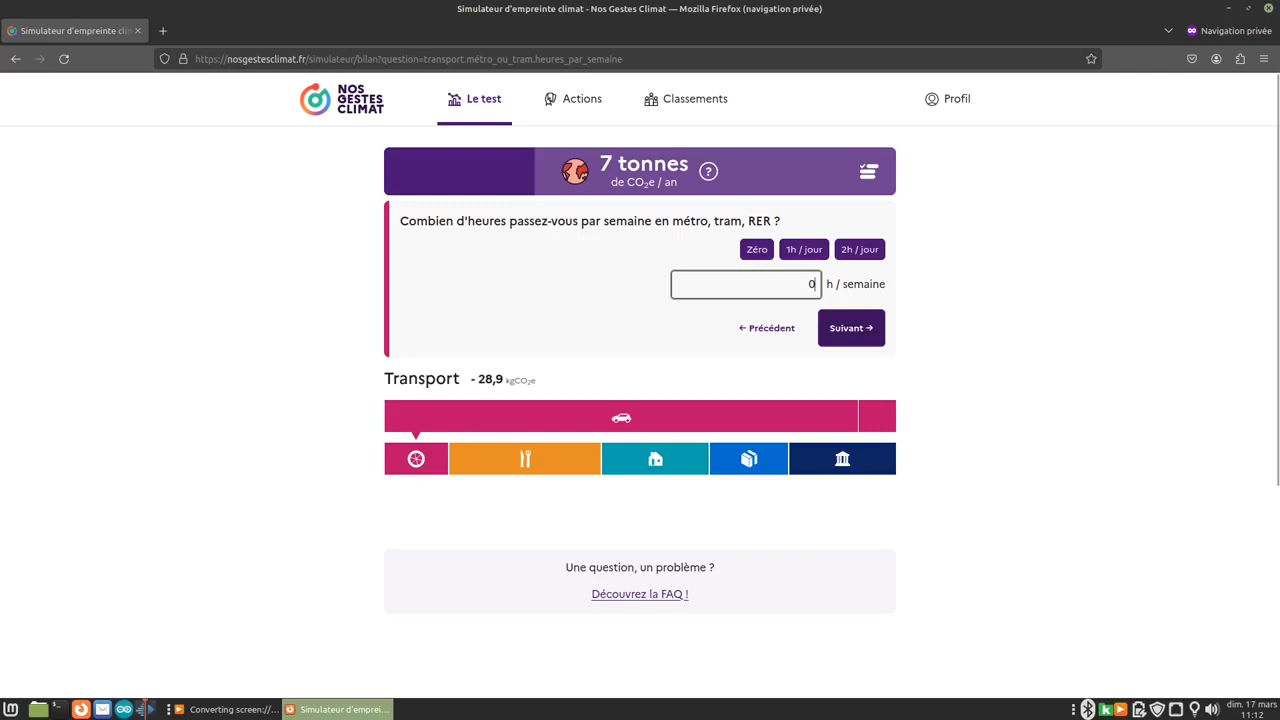 Simulateur d'empreinte climat - Nos Gestes Climat — Mozilla Firefox (navigation privée)
Simulateur d'empreinte clim
Navigation privée
https://nosgestesclimat.fr/simulateur/bilan?question=transport.métro_ou_tram.heures_par_semaine
NOS
GESTES
CLIMAT
Le test
Actions
Classements
Profil
7 tonnes
de CO₂e / an
?
Combien d'heures passez-vous par semaine en métro, tram, RER ?
Zéro
1h / jour
2h / jour
0 h / semaine
← Précédent
Suivant →
Transport - 28,9 kgCO₂e
Une question, un problème ?
Découvrez la FAQ !
Converting screen://...
Simulateur d'emprei...
dim. 17 mars
11:12